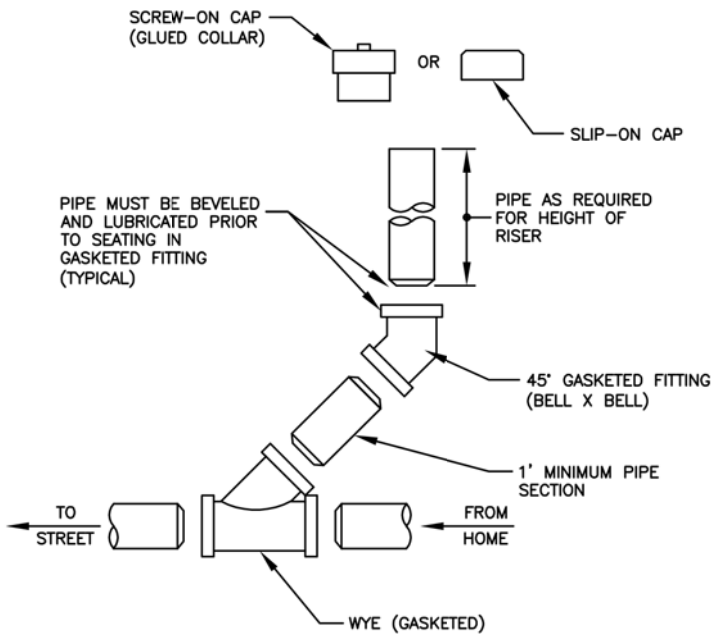 SCREW-ON CAP
(GLUED COLLAR)
OR
SLIP-ON CAP
PIPE MUST BE BEVELED
AND LUBRICATED PRIOR
TO SEATING IN
GASKETED FITTING
(TYPICAL)
PIPE AS REQUIRED
FOR HEIGHT OF
RISER
45° GASKETED FITTING
(BELL X BELL)
1' MINIMUM PIPE
SECTION
TO
STREET
FROM
HOME
WYE (GASKETED)